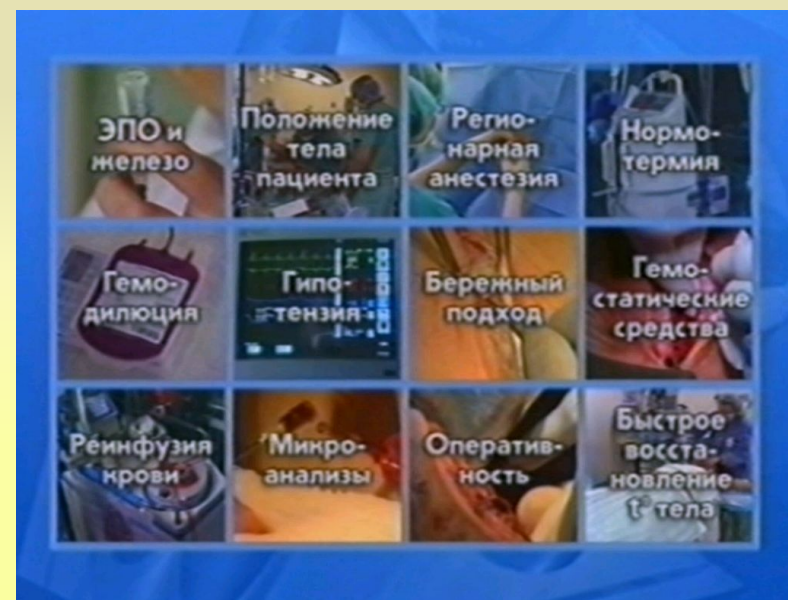 ЭПО и
железо
Положение
тела
пациента
Регио-
нарная
анестезия
Нормо-
термия
Гемо-
дилюция
Гипо-
тензия
Бережный
подход
Гемо-
статические
средства
Реинфузия
крови
Микро-
анализы
Оператив-
ность
Быстрое
восста-
новление
t° тела